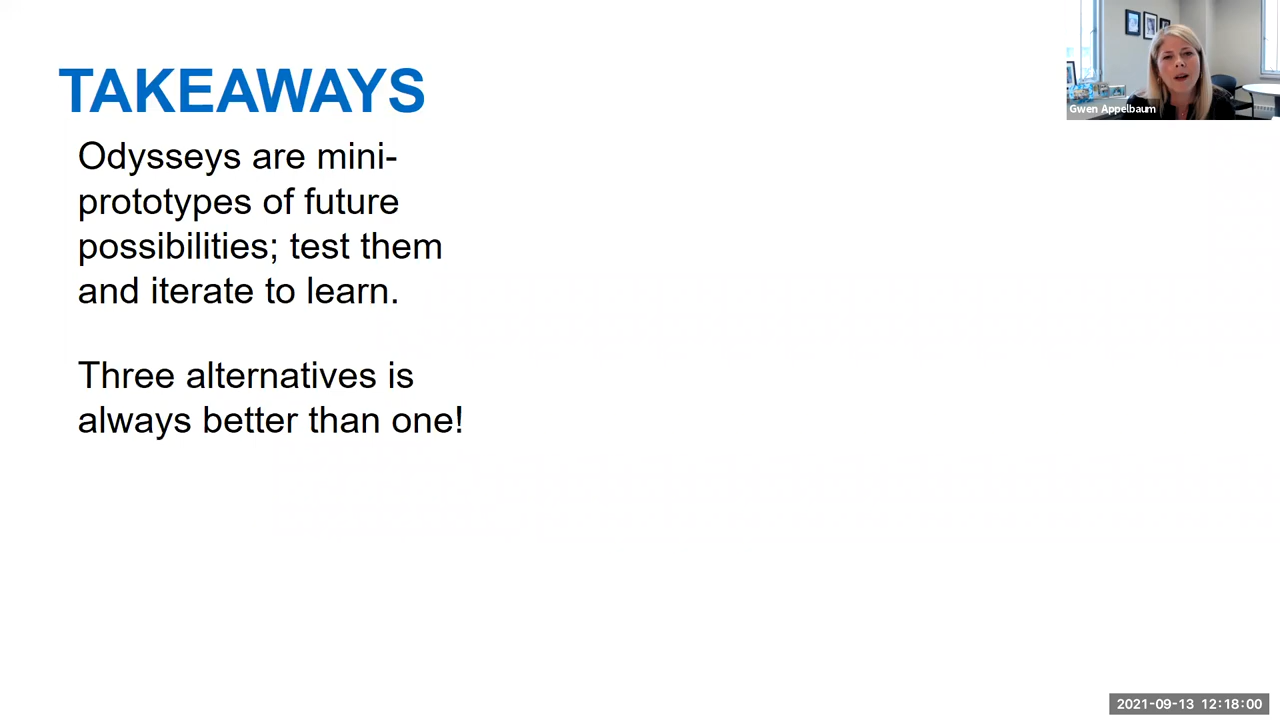 TAKEAWAYS
Odysseys are mini-
prototypes of future
possibilities; test them
and iterate to learn.
Three alternatives is
always better than one!
Gwen Appelbaum
2021-09-13 12:18:00